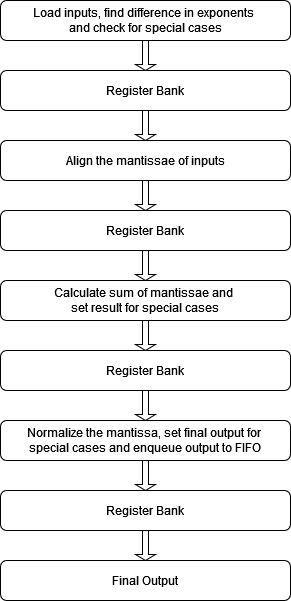 Load inputs, find difference in exponents
and check for special cases
Register Bank
Align the mantissae of inputs
Register Bank
Calculate sum of mantissae and
set result for special cases
Register Bank
Normalize the mantissa, set final output for
special cases and enqueue output to FIFO
Register Bank
Final Output